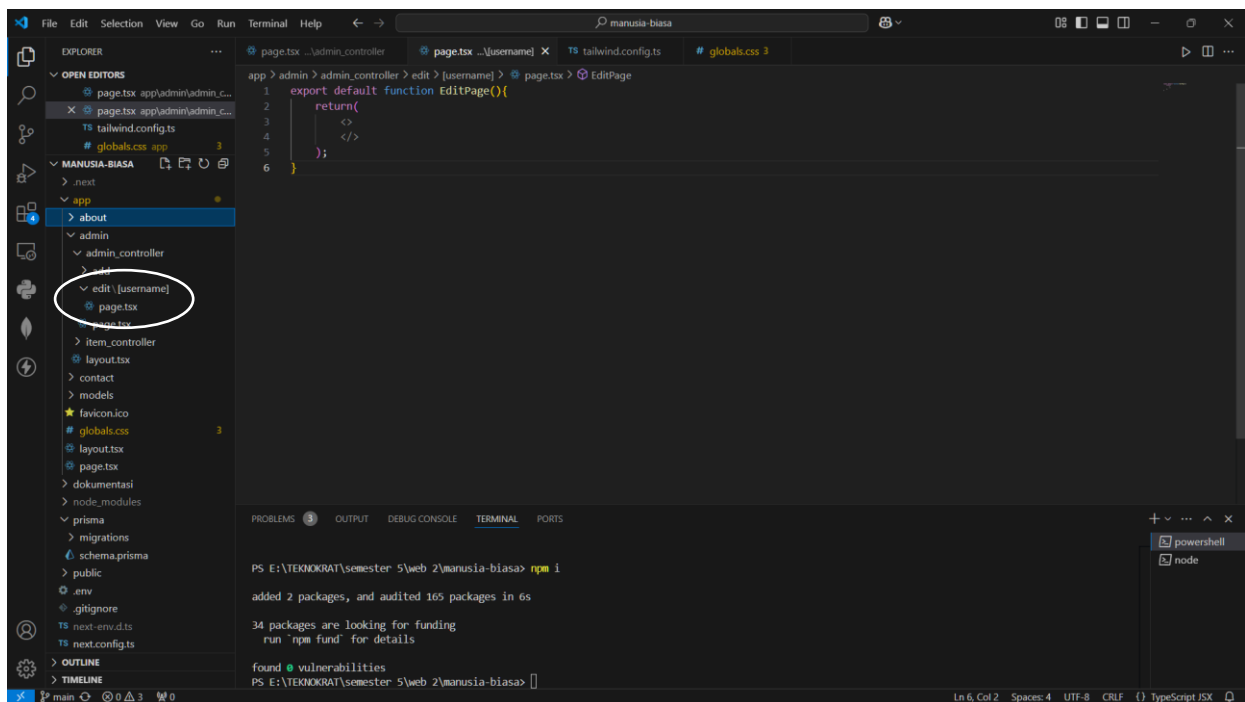 File Edit Selection View Go Run Terminal Help
manusia-biasa
EXPLORER
OPEN EDITORS
page.tsx app\admin\admin_c...
page.tsx app\admin\admin_c...
TS tailwind.config.ts
# globals.css app 3
MANUSIA-BIASA
.next
app
about
admin
admin_controller
add
edit\[username]
page.tsx
page.tsx
item_controller
layout.tsx
contact
models
favicon.ico
# globals.css 3
layout.tsx
page.tsx
dokumentasi
node_modules
prisma
migrations
schema.prisma
public
.env
.gitignore
TS next-env.d.ts
TS next.config.ts
OUTLINE
TIMELINE
4
page.tsx ...\admin_controller
page.tsx ...\[username]
TS tailwind.config.ts
# globals.css 3
app > admin > admin_controller > edit > [username] > page.tsx > EditPage
1 export default function EditPage(){
2 return(
3 <>
4 </>
5 );
6 }
PROBLEMS 3 OUTPUT DEBUG CONSOLE TERMINAL PORTS
powershell
node
PS E:\TEKNOKRAT\semester 5\web 2\manusia-biasa> npm i
added 2 packages, and audited 165 packages in 6s
34 packages are looking for funding
run `npm fund` for details
found 0 vulnerabilities
PS E:\TEKNOKRAT\semester 5\web 2\manusia-biasa>
main 0 3 0
Ln 6, Col 2 Spaces: 4 UTF-8 CRLF {} TypeScript JSX